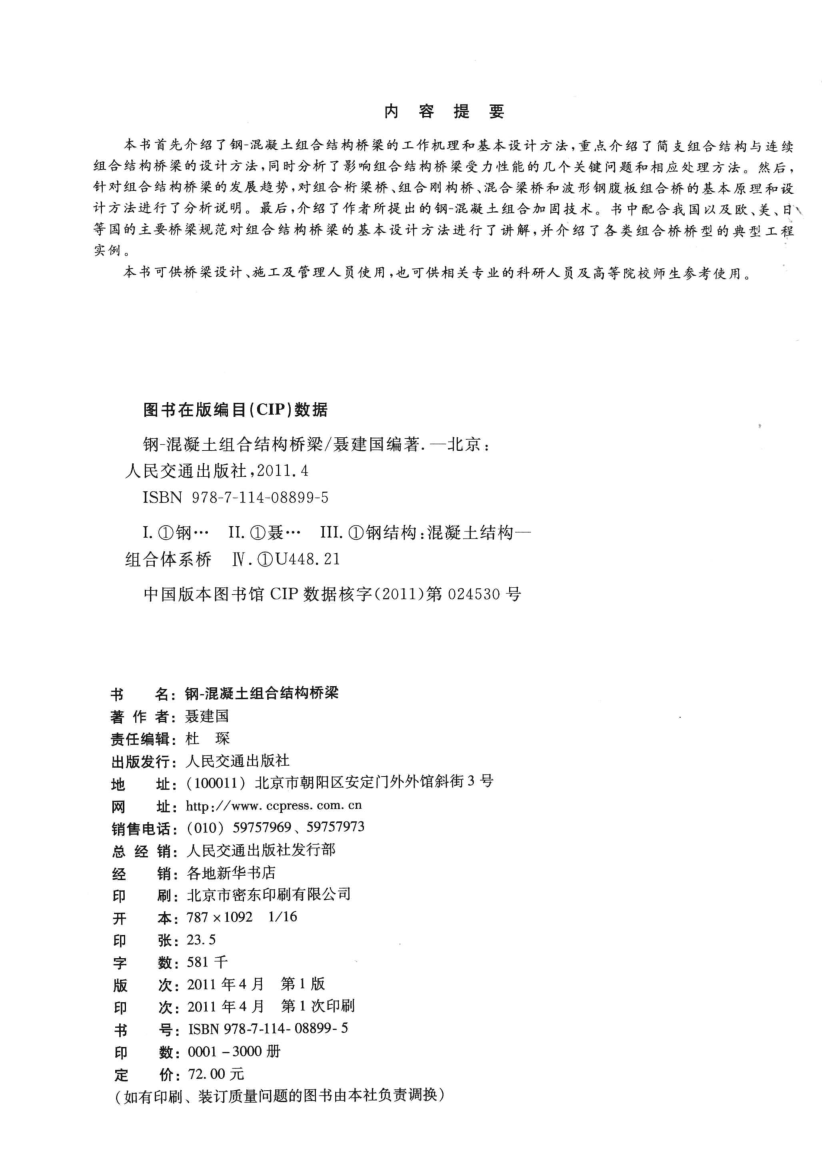 内容提要
本书首先介绍了钢-混凝土组合结构桥梁的工作机理和基本设计方法,重点介绍了简支组合结构与连续
组合结构桥梁的设计方法,同时分析了影响组合结构桥梁受力性能的几个关键问题和相应处理方法。然后,
针对组合结构桥梁的发展趋势,对组合桁梁桥、组合刚构桥、混合梁桥和波形钢腹板组合桥的基本原理和设
计方法进行了分析说明。最后,介绍了作者所提出的钢-混凝土组合加固技术。书中配合我国以及欧、美、日
等国的主要桥梁规范对组合结构桥梁的基本设计方法进行了讲解,并介绍了各类组合桥桥型的典型工程
实例。
本书可供桥梁设计、施工及管理人员使用,也可供相关专业的科研人员及高等院校师生参考使用。
图书在版编目(CIP)数据
钢-混凝土组合结构桥梁/聂建国编著.—北京:
人民交通出版社,2011.4
ISBN 978-7-114-08899-5
I.①钢… II.①聂… III.①钢结构:混凝土结构—
组合体系桥 Ⅳ.①U448.21
中国版本图书馆CIP数据核字(2011)第024530号
书名:钢-混凝土组合结构桥梁
著作者:聂建国
责任编辑:杜琛
出版发行:人民交通出版社
地址:(100011)北京市朝阳区安定门外外馆斜街3号
网址:http://www.ccpress.com.cn
销售电话:(010)59757969、59757973
总经销:人民交通出版社发行部
经销:各地新华书店
印刷:北京市密东印刷有限公司
开本:787×1092 1/16
印张:23.5
字数:581千
版次:2011年4月 第1版
印次:2011年4月 第1次印刷
书号:ISBN 978-7-114-08899-5
印数:0001-3000册
定价:72.00元
(如有印刷、装订质量问题的图书由本社负责调换)